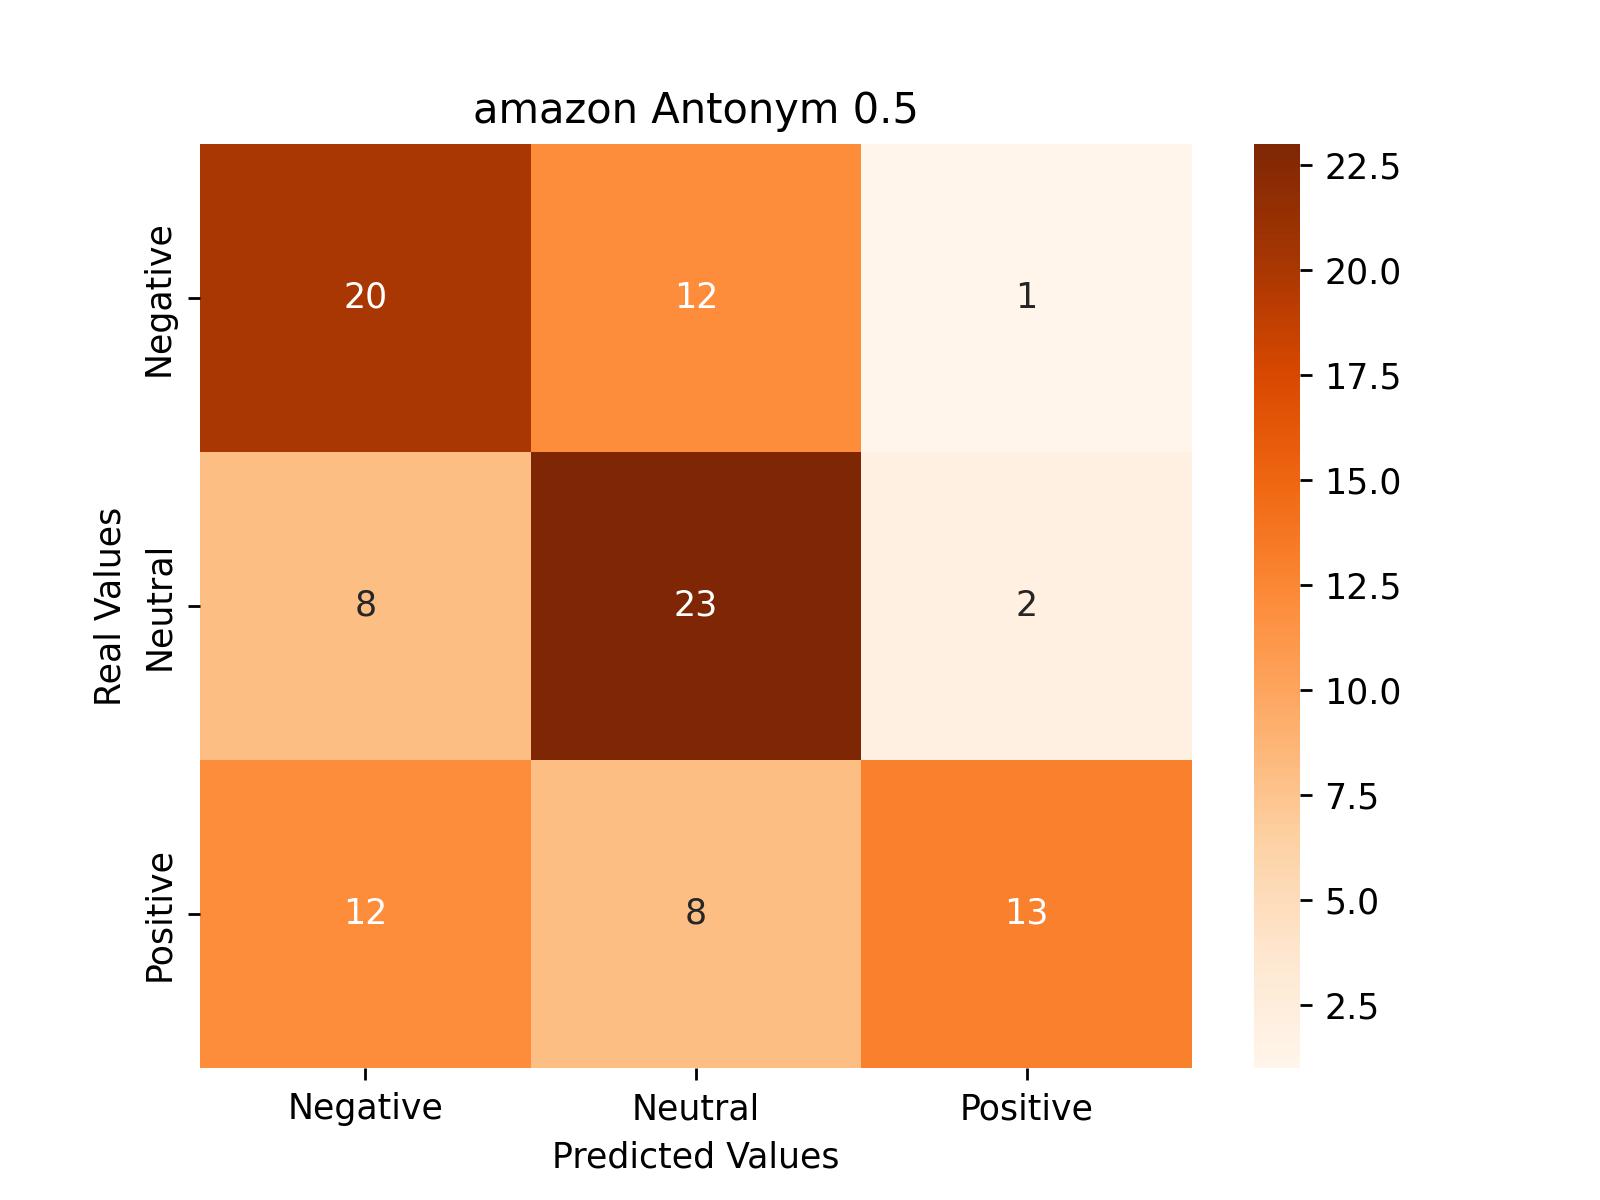 amazon Antonym 0.5
Real Values
Negative
20
12
1
Neutral
8
23
2
Positive
12
8
13
Negative
Neutral
Positive
Predicted Values
22.5
20.0
17.5
15.0
12.5
10.0
7.5
5.0
2.5